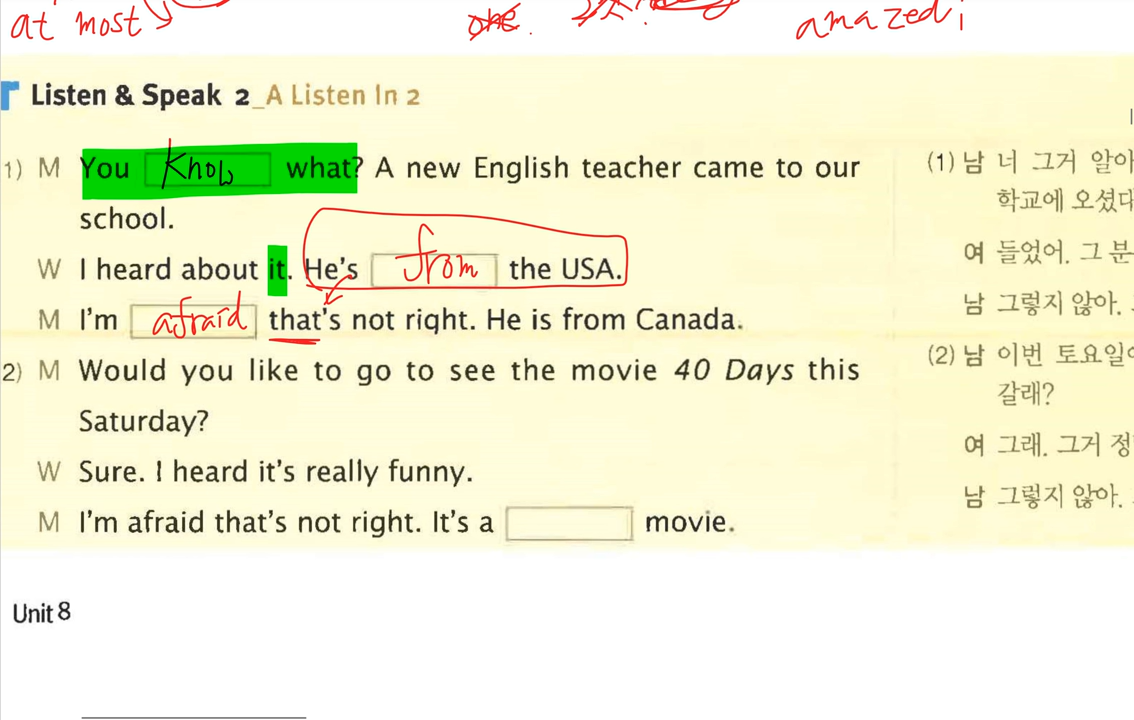 at most
one.
amazed;
Listen & Speak 2_A Listen In 2
1) M You know what? A new English teacher came to our
school.
W I heard about it. He's from the USA.
M I'm afraid that's not right. He is from Canada.
2) M Would you like to go to see the movie 40 Days this
Saturday?
W Sure. I heard it's really funny.
M I'm afraid that's not right. It's a movie.
(1) 남 너 그거 알아
학교에 오셨다
여 들었어. 그 분
남 그렇지 않아.
(2) 남 이번 토요일에
갈래?
여 그래. 그거 정
남 그렇지 않아.
Unit 8